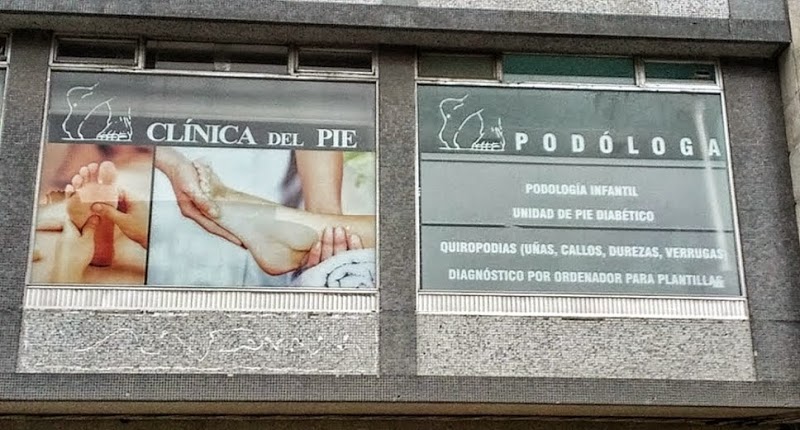 CLÍNICA DEL PIE
PODÓLOGA
PODOLOGÍA INFANTIL
UNIDAD DE PIE DIABÉTICO
QUIROPODIAS (UÑAS, CALLOS, DUREZAS, VERRUGAS
DIAGNÓSTICO POR ORDENADOR PARA PLANTILLAS